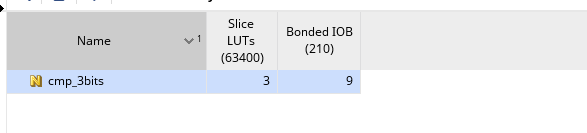 Name 1
Slice LUTs (63400)
Bonded IOB (210)
cmp_3bits 3 9